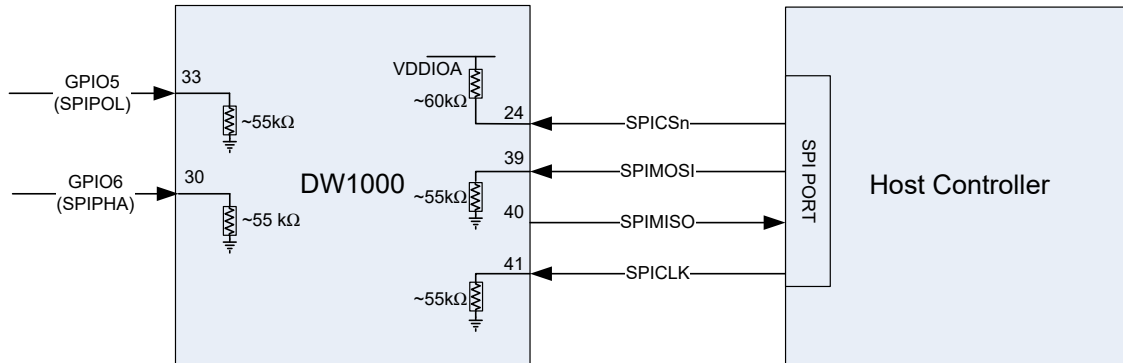 GPIO5
(SPIPOL)
33
~55kΩ
GPIO6
(SPIPHA)
30
~55 kΩ
DW1000
VDDIOA
~60kΩ
24
39
~55kΩ
40
41
~55kΩ
SPICSn
SPIMOSI
SPIMISO
SPICLK
SPI PORT
Host Controller